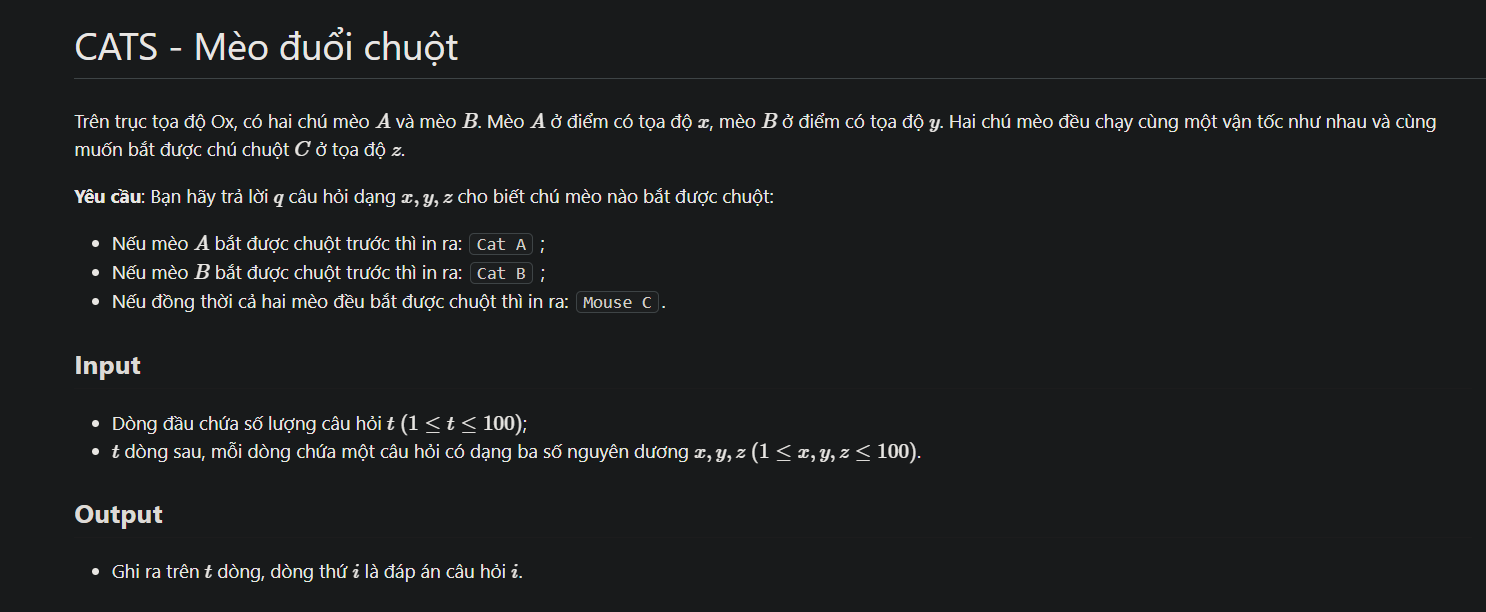 CATS - Mèo đuổi chuột
Trên trục tọa độ Ox, có hai chú mèo A và mèo B. Mèo A ở điểm có tọa độ x, mèo B ở điểm có tọa độ y. Hai chú mèo đều chạy cùng một vận tốc như nhau và cùng
muốn bắt được chú chuột C ở tọa độ z.
Yêu cầu: Bạn hãy trả lời q câu hỏi dạng x, y, z cho biết chú mèo nào bắt được chuột:
• Nếu mèo A bắt được chuột trước thì in ra: Cat A ;
• Nếu mèo B bắt được chuột trước thì in ra: Cat B ;
• Nếu đồng thời cả hai mèo đều bắt được chuột thì in ra: Mouse C .
Input
• Dòng đầu chứa số lượng câu hỏi t (1 ≤ t ≤ 100);
• t dòng sau, mỗi dòng chứa một câu hỏi có dạng ba số nguyên dương x, y, z (1 ≤ x, y, z ≤ 100).
Output
• Ghi ra trên t dòng, dòng thứ i là đáp án câu hỏi i.